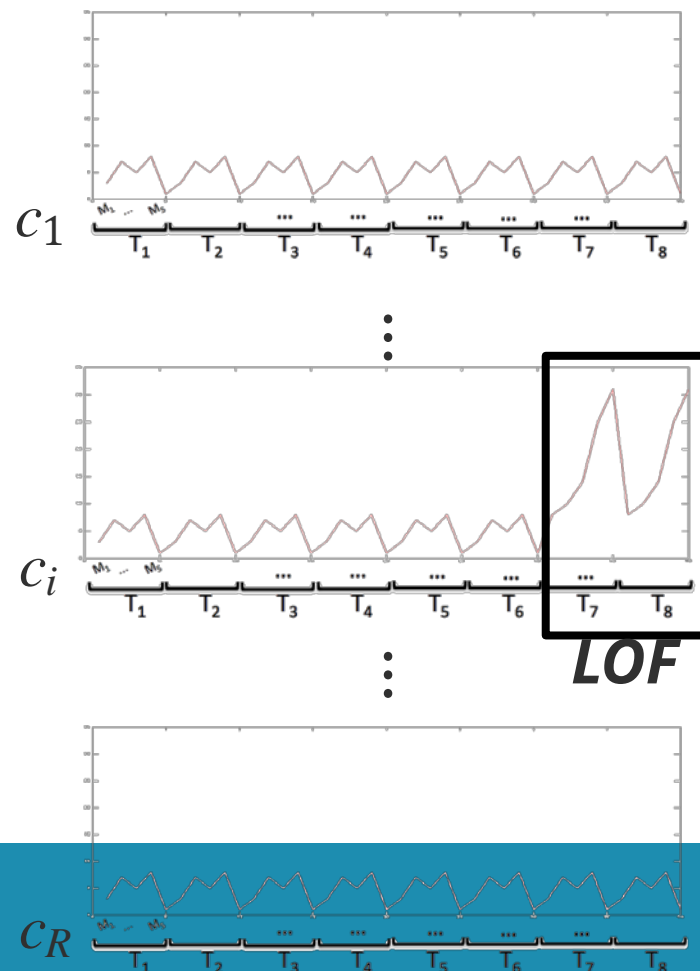 M₁ ... M₅
c₁
... ... ... ... ...
T₁ T₂ T₃ T₄ T₅ T₆ T₇ T₈
⋮
M₁ ... M₅
cᵢ
... ... ... ... ...
T₁ T₂ T₃ T₄ T₅ T₆ T₇ T₈
LOF
⋮
... ... ... ... ...
c_R
T₁ T₂ T₃ T₄ T₅ T₆ T₇ T₈